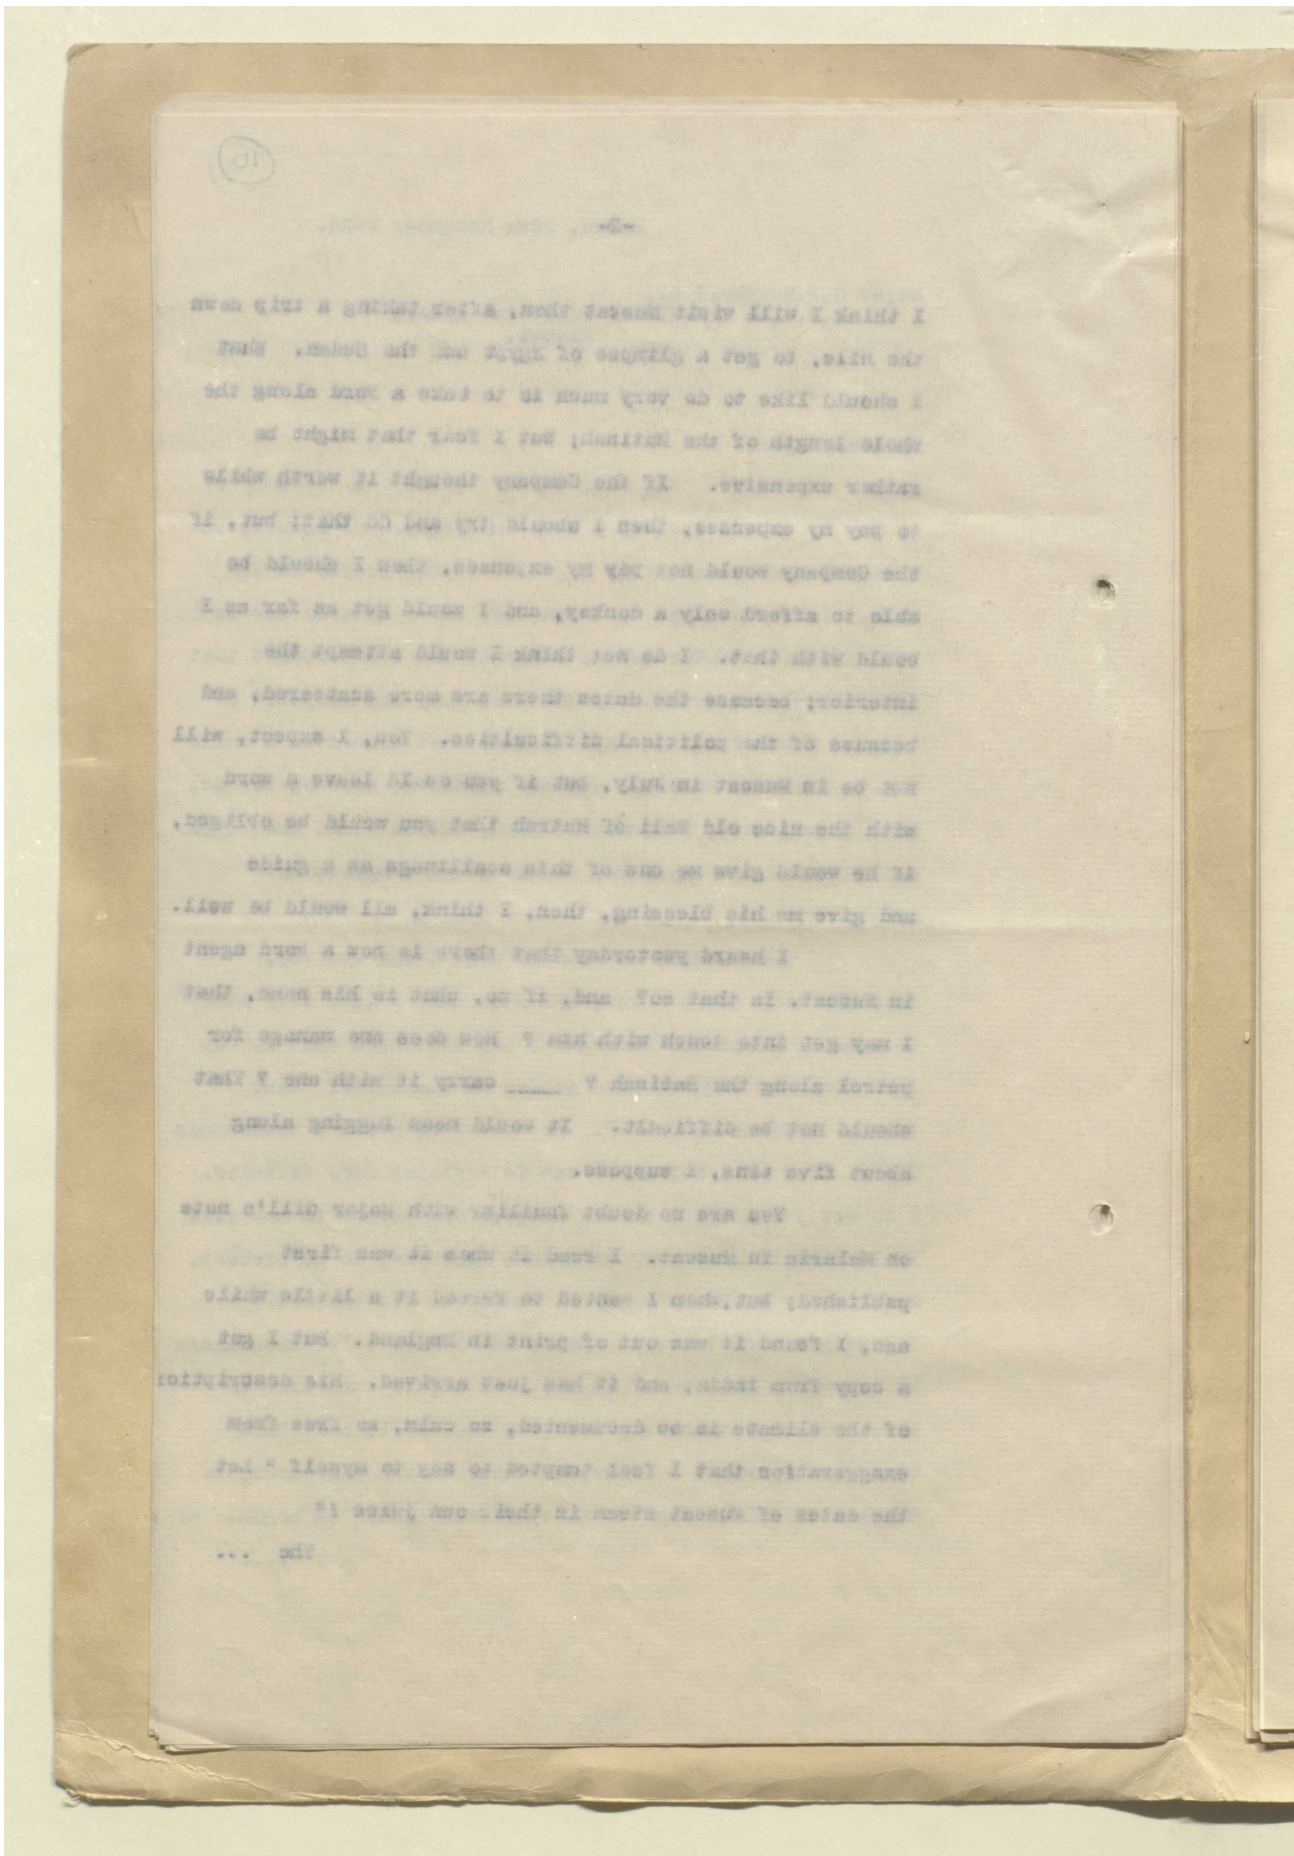 10
-2-
I think I will visit Muscat then, after taking a trip down
the Nile, to get a glimpse of Egypt and the Sudan. What
I should like to do very much is to take a Ford along the
whole length of the Batinah; but I fear that might be
rather expensive. If the Company thought it worth while
to pay my expenses, then I should try and do that; but, if
the Company would not pay my expenses, then I should be
able to afford only a donkey, and I would get as far as I
could with that. I do not think I would attempt the
interior; because the dates there are more scattered, and
because of the political difficulties. You, I expect, will
not be in Muscat in July, but if you could leave a word
with the nice old Wali of Matrah that you would be obliged,
if he would give me one of his scalliwags as a guide
and give me his blessing, then, I think, all would be well.
I heard yesterday that there is now a Ford agent
in Muscat. Is that so? and, if so, what is his name, that
I may get into touch with him ? How does one manage for
petrol along the Batinah ? ____ carry it with one ? That
should not be difficult. It would mean lugging along
about five tins, I suppose.
You are no doubt familiar with Major Gill's note
on Malaria in Muscat. I read it when it was first
published; but, when I wanted to reread it a little while
ago, I found it was out of print in England. But I got
a copy from India, and it has just arrived. His description
of the climate is so documented, so calm, so free from
exaggeration that I feel tempted to say to myself " Let
the dates of Muscat stew in their own juice !"
The ...